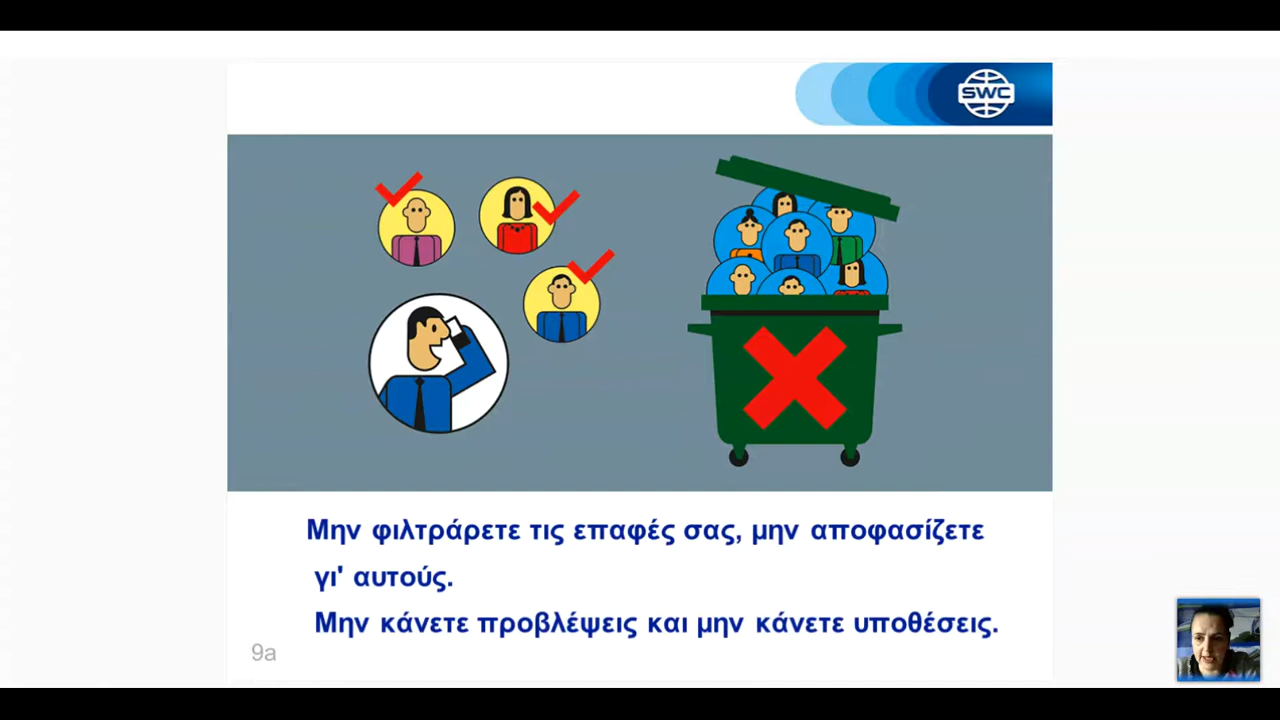 SWC
Μην φιλτράρετε τις επαφές σας, μην αποφασίζετε
γι' αυτούς.
Μην κάνετε προβλέψεις και μην κάνετε υποθέσεις.
9a